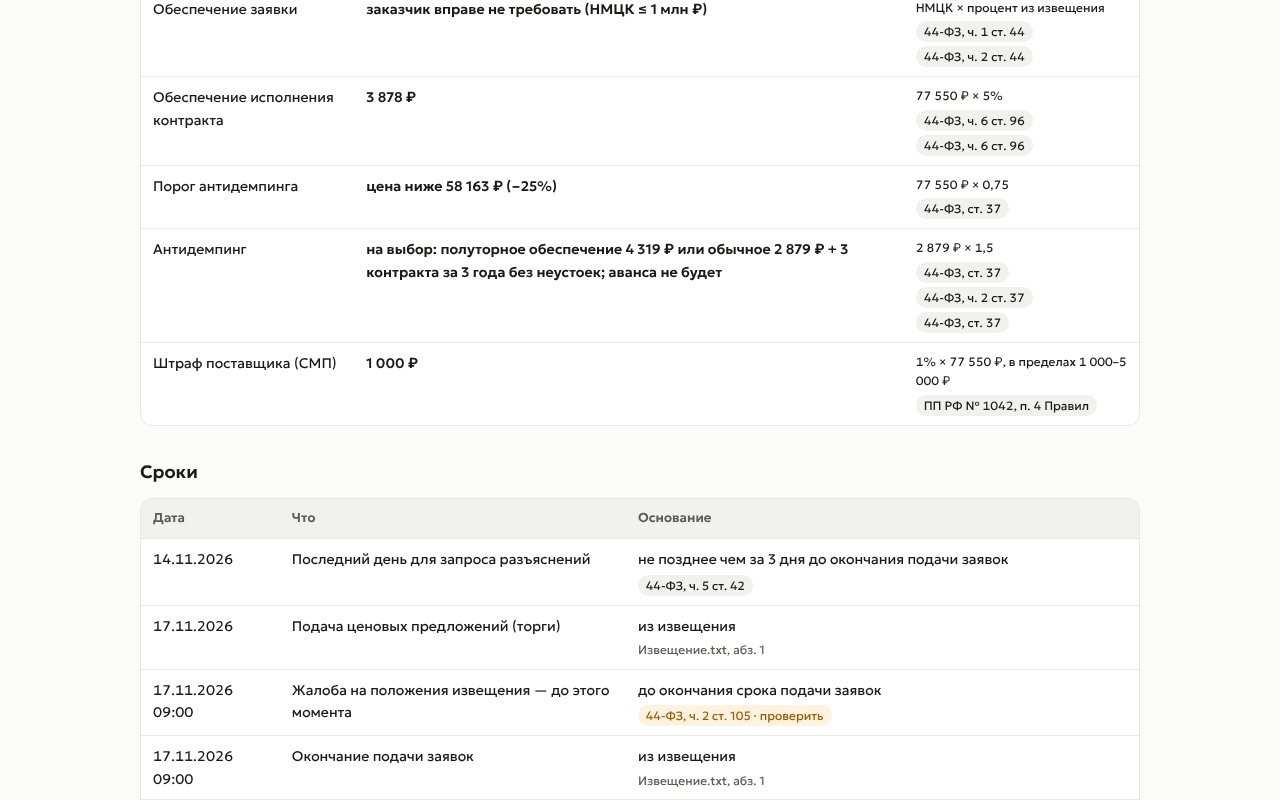 Обеспечение заявки
заказчик вправе не требовать (НМЦК ≤ 1 млн ₽)
НМЦК × процент из извещения
44-ФЗ, ч. 1 ст. 44
44-ФЗ, ч. 2 ст. 44
Обеспечение исполнения
контракта
3 878 ₽
77 550 ₽ × 5%
44-ФЗ, ч. 6 ст. 96
44-ФЗ, ч. 6 ст. 96
Порог антидемпинга
цена ниже 58 163 ₽ (−25%)
77 550 ₽ × 0,75
44-ФЗ, ст. 37
Антидемпинг
на выбор: полуторное обеспечение 4 319 ₽ или обычное 2 879 ₽ + 3
контракта за 3 года без неустоек; аванса не будет
2 879 ₽ × 1,5
44-ФЗ, ст. 37
44-ФЗ, ч. 2 ст. 37
44-ФЗ, ст. 37
Штраф поставщика (СМП)
1 000 ₽
1% × 77 550 ₽, в пределах 1 000–5
000 ₽
ПП РФ № 1042, п. 4 Правил
Сроки
Дата
Что
Основание
14.11.2026
Последний день для запроса разъяснений
не позднее чем за 3 дня до окончания подачи заявок
44-ФЗ, ч. 5 ст. 42
17.11.2026
Подача ценовых предложений (торги)
из извещения
Извещение.txt, абз. 1
17.11.2026
09:00
Жалоба на положения извещения — до этого
момента
до окончания срока подачи заявок
44-ФЗ, ч. 2 ст. 105 · проверить
17.11.2026
09:00
Окончание подачи заявок
из извещения
Извещение.txt, абз. 1